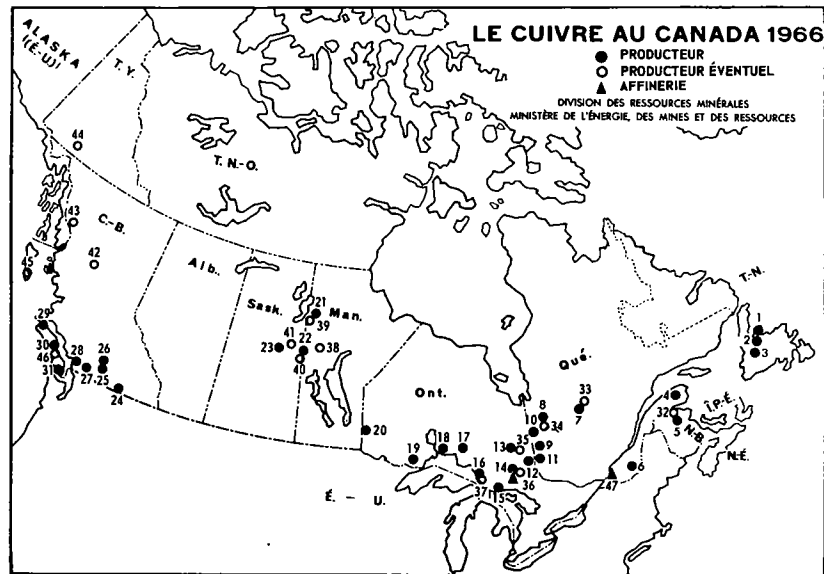 LE CUIVRE AU CANADA 1966
PRODUCTEUR
PRODUCTEUR ÉVENTUEL
AFFINERIE
DIVISION DES RESSOURCES MINÉRALES
MINISTÈRE DE L'ÉNERGIE, DES MINES ET DES RESSOURCES
ALASKA
(É.-U.)
T.Y.
44
T.N.-O.
43
C.-B.
42
45
Alb.
Sask.
Man.
21
39
41
22
38
23
40
29
30
46
31
28
27
26
25
24
20
Ont.
19
18
17
16
37
15
13
35
14
36
12
8
10
34
9
11
Qué.
33
7
T.-N.
1
2
3
4
32
5
Î.P.-É.
N.-B.
N.-É.
6
47
É. - U.